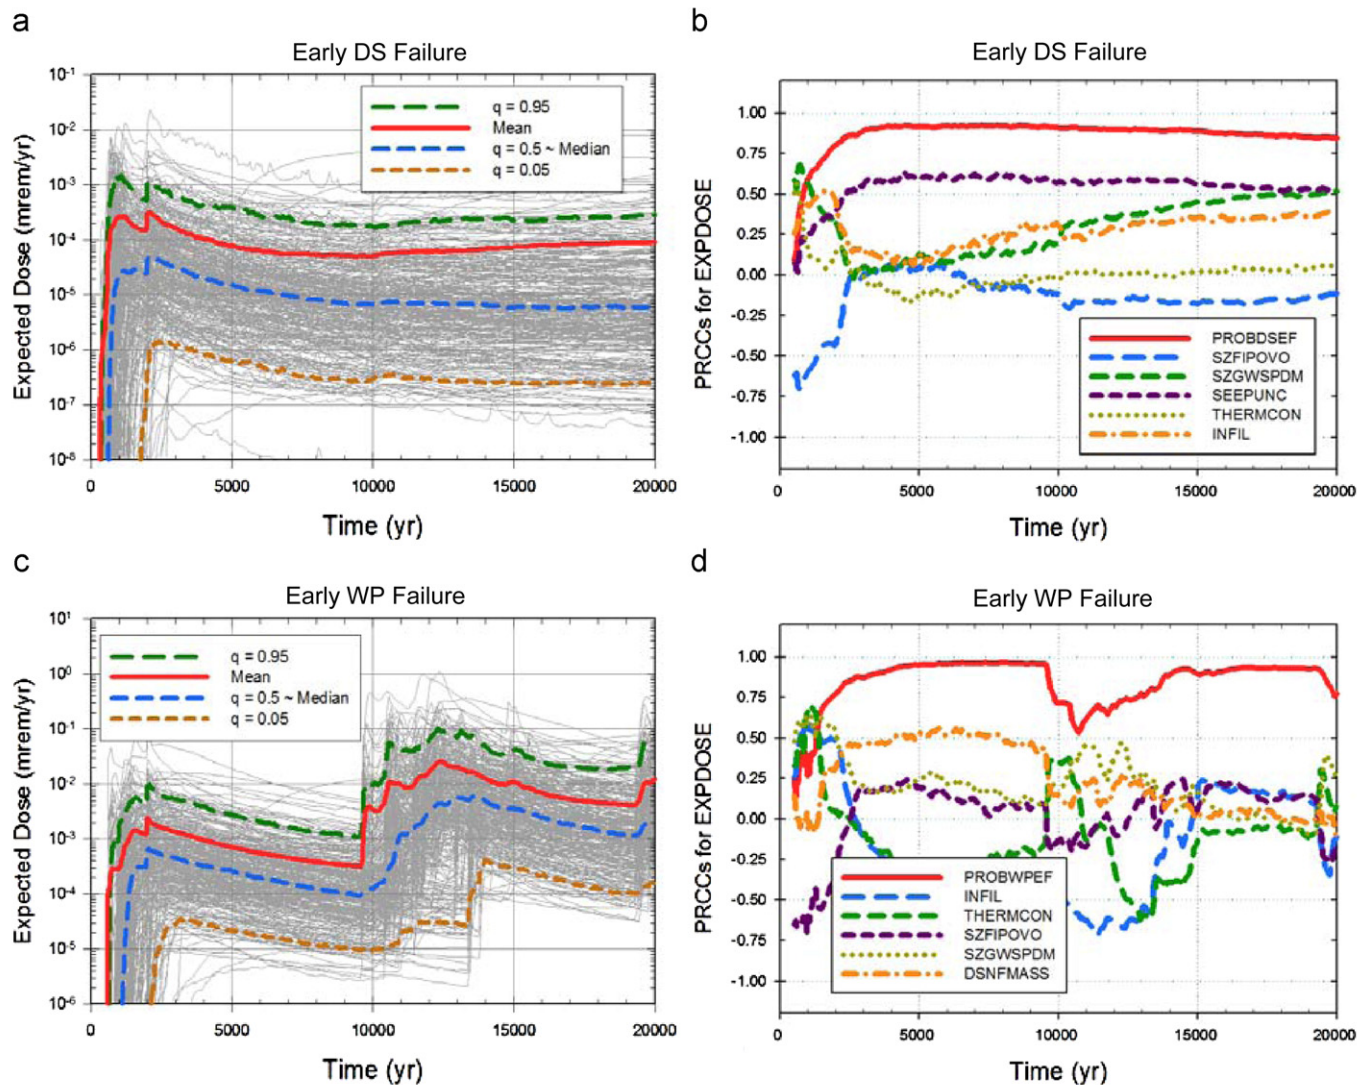 a
Early DS Failure
Expected Dose (mrem/yr)
10⁻¹
10⁻²
10⁻³
10⁻⁴
10⁻⁵
10⁻⁶
10⁻⁷
10⁻⁸
q = 0.95
Mean
q = 0.5 ~ Median
q = 0.05
0 5000 10000 15000 20000
Time (yr)
b
Early DS Failure
PRCCs for EXPDOSE
1.00
0.75
0.50
0.25
0.00
-0.25
-0.50
-0.75
-1.00
PROBDSEF
SZFIPOVO
SZGWSPDM
SEEPUNC
THERMCON
INFIL
0 5000 10000 15000 20000
Time (yr)
c
Early WP Failure
Expected Dose (mrem/yr)
10¹
10⁰
10⁻¹
10⁻²
10⁻³
10⁻⁴
10⁻⁵
10⁻⁶
q = 0.95
Mean
q = 0.5 ~ Median
q = 0.05
0 5000 10000 15000 20000
Time (yr)
d
Early WP Failure
PRCCs for EXPDOSE
1.00
0.75
0.50
0.25
0.00
-0.25
-0.50
-0.75
-1.00
PROBWPEF
INFIL
THERMCON
SZFIPOVO
SZGWSPDM
DSNFMASS
0 5000 10000 15000 20000
Time (yr)